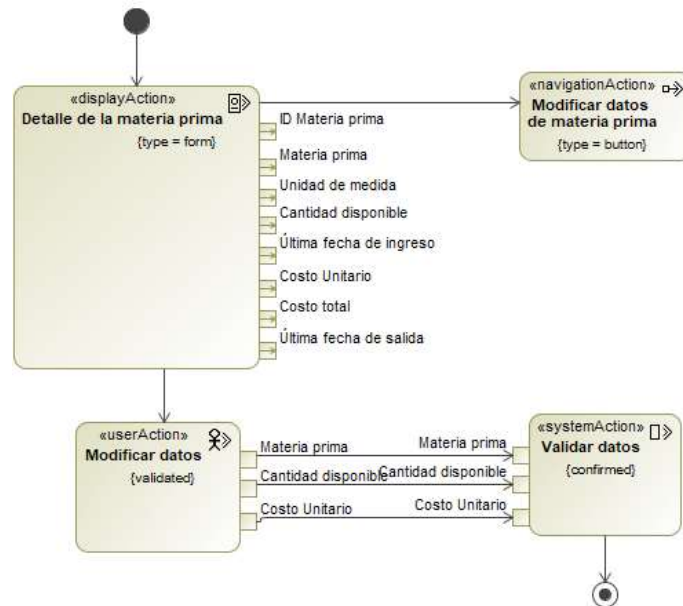 «displayAction»
Detalle de la materia prima
{type = form}
ID Materia prima
Materia prima
Unidad de medida
Cantidad disponible
Última fecha de ingreso
Costo Unitario
Costo total
Última fecha de salida
«navigationAction»
Modificar datos
de materia prima
{type = button}
«userAction»
Modificar datos
{validated}
Materia prima
Cantidad disponible
Costo Unitario
Materia prima
Cantidad disponible
Costo Unitario
«systemAction»
Validar datos
{confirmed}